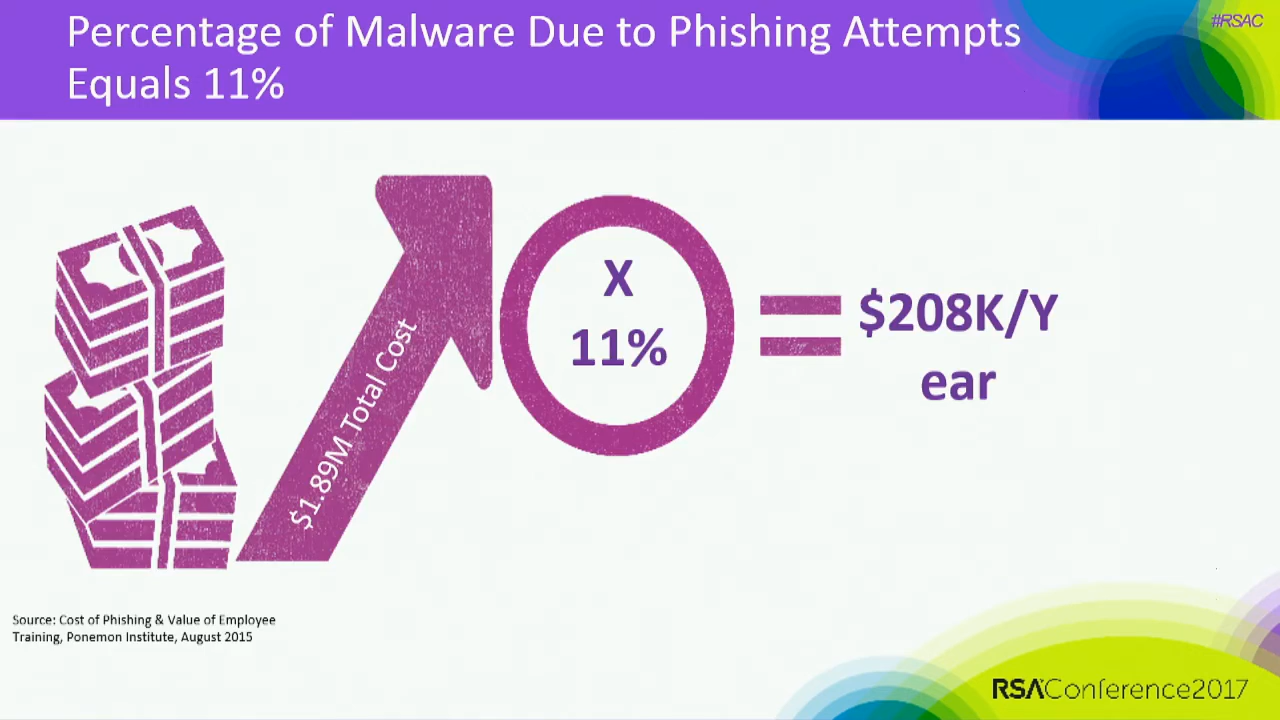 Percentage of Malware Due to Phishing Attempts
Equals 11%
#RSAC
$1.89M Total Cost
X
11%
$208K/Y
ear
Source: Cost of Phishing & Value of Employee
Training, Ponemon Institute, August 2015
RSAConference2017